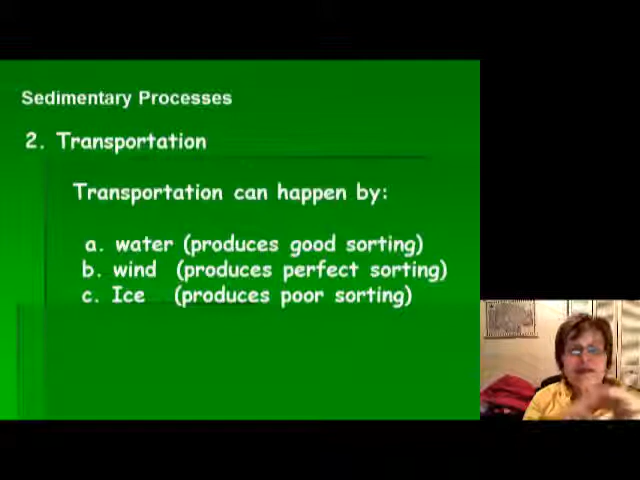 Sedimentary Processes
2. Transportation
Transportation can happen by:
a. water (produces good sorting)
b. wind (produces perfect sorting)
c. Ice (produces poor sorting)